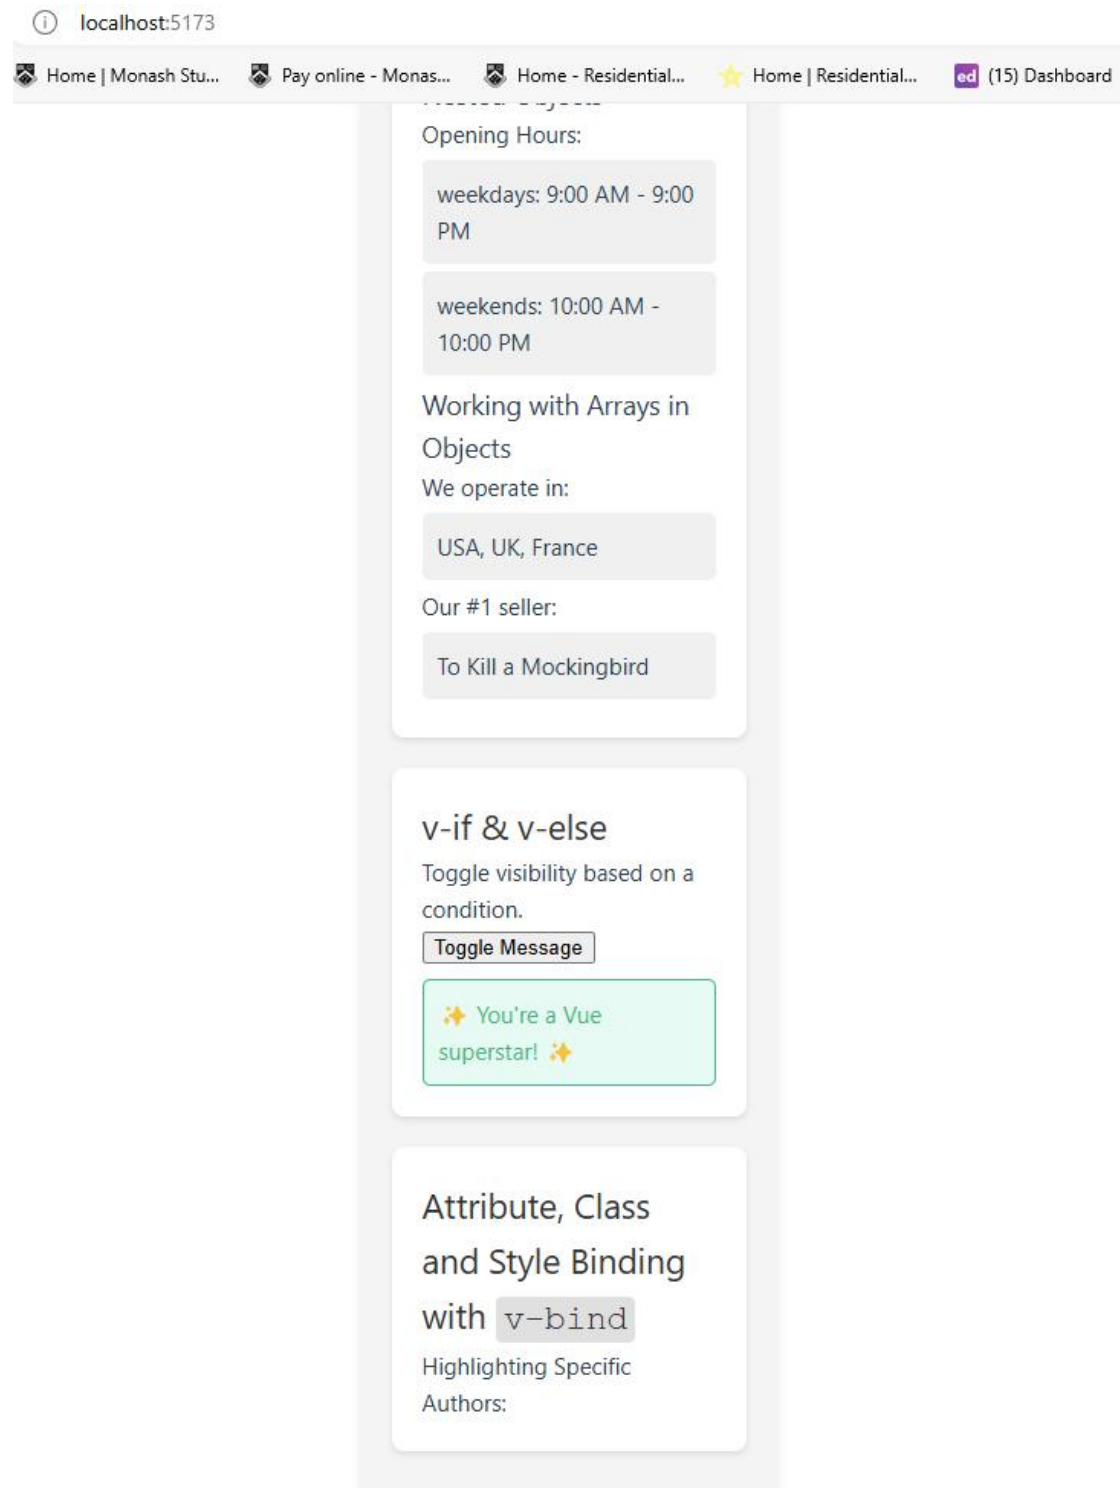 localhost:5173
Home | Monash Stu... Pay online - Monas... Home - Residential... Home | Residential... ed (15) Dashboard
Nested Objects
Opening Hours:
weekdays: 9:00 AM - 9:00
PM
weekends: 10:00 AM -
10:00 PM
Working with Arrays in
Objects
We operate in:
USA, UK, France
Our #1 seller:
To Kill a Mockingbird
v-if & v-else
Toggle visibility based on a
condition.
Toggle Message
✨ You're a Vue
superstar! ✨
Attribute, Class
and Style Binding
with v-bind
Highlighting Specific
Authors: